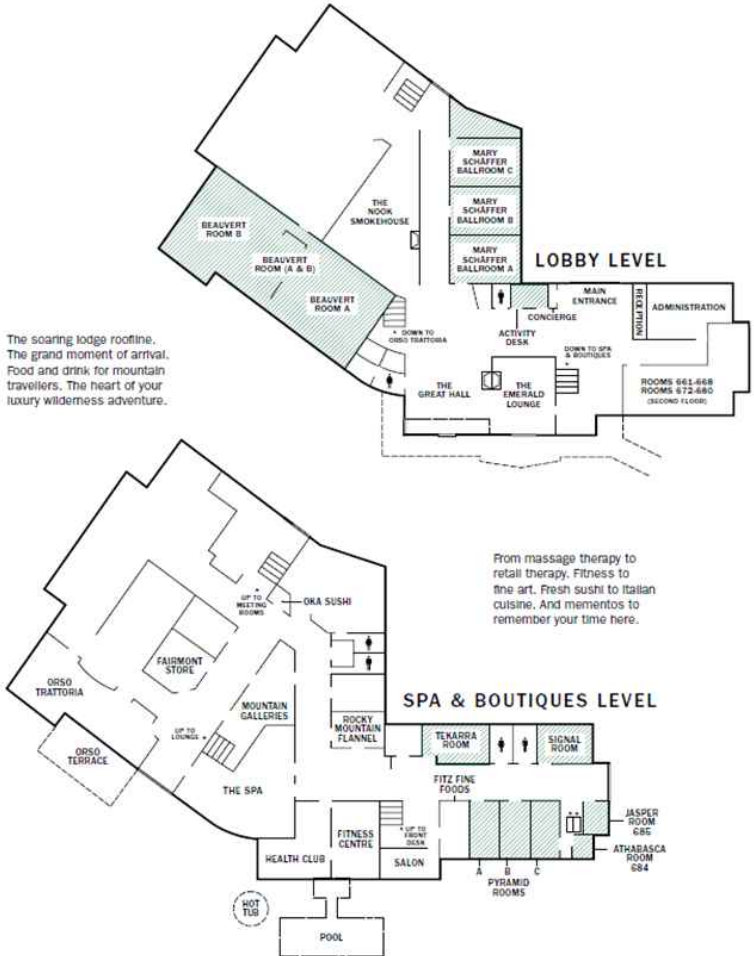 MARY
SCHÄFFER
BALLROOM C
THE
NOOK
SMOKEHOUSE
MARY
SCHÄFFER
BALLROOM B
BEAUVERT
ROOM B
BEAUVERT
ROOM (A & B)
MARY
SCHÄFFER
BALLROOM A
LOBBY LEVEL
BEAUVERT
ROOM A
MAIN
ENTRANCE
RECEPTION
ADMINISTRATION
CONCIERGE
DOWN TO
ORSO TRATTORIA
ACTIVITY
DESK
DOWN TO SPA
& BOUTIQUES
The soaring lodge roofline.
The grand moment of arrival.
Food and drink for mountain
travellers. The heart of your
luxury wilderness adventure.
THE
GREAT HALL
THE
EMERALD
LOUNGE
ROOMS 661-668
ROOMS 672-680
(SECOND FLOOR)
From massage therapy to
retail therapy. Fitness to
fine art. Fresh sushi to Italian
cuisine. And mementos to
remember your time here.
UP TO
MEETING
ROOMS
OKA SUSHI
FAIRMONT
STORE
ORSO
TRATTORIA
SPA & BOUTIQUES LEVEL
MOUNTAIN
GALLERIES
ROCKY
MOUNTAIN
FLANNEL
UP TO
LOUNGE
TEKARRA
ROOM
SIGNAL
ROOM
ORSO
TERRACE
THE SPA
FITZ FINE
FOODS
JASPER
ROOM
685
FITNESS
CENTRE
UP TO
FRONT
DESK
HEALTH CLUB
SALON
ATHABASCA
ROOM
684
A B C
PYRAMID
ROOMS
HOT
TUB
POOL